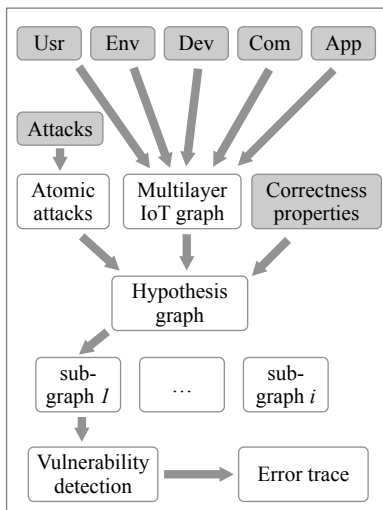 Usr Env Dev Com App
Attacks
Atomic
attacks
Multilayer
IoT graph
Correctness
properties
Hypothesis
graph
sub-
graph 1
...
sub-
graph i
Vulnerability
detection
Error trace